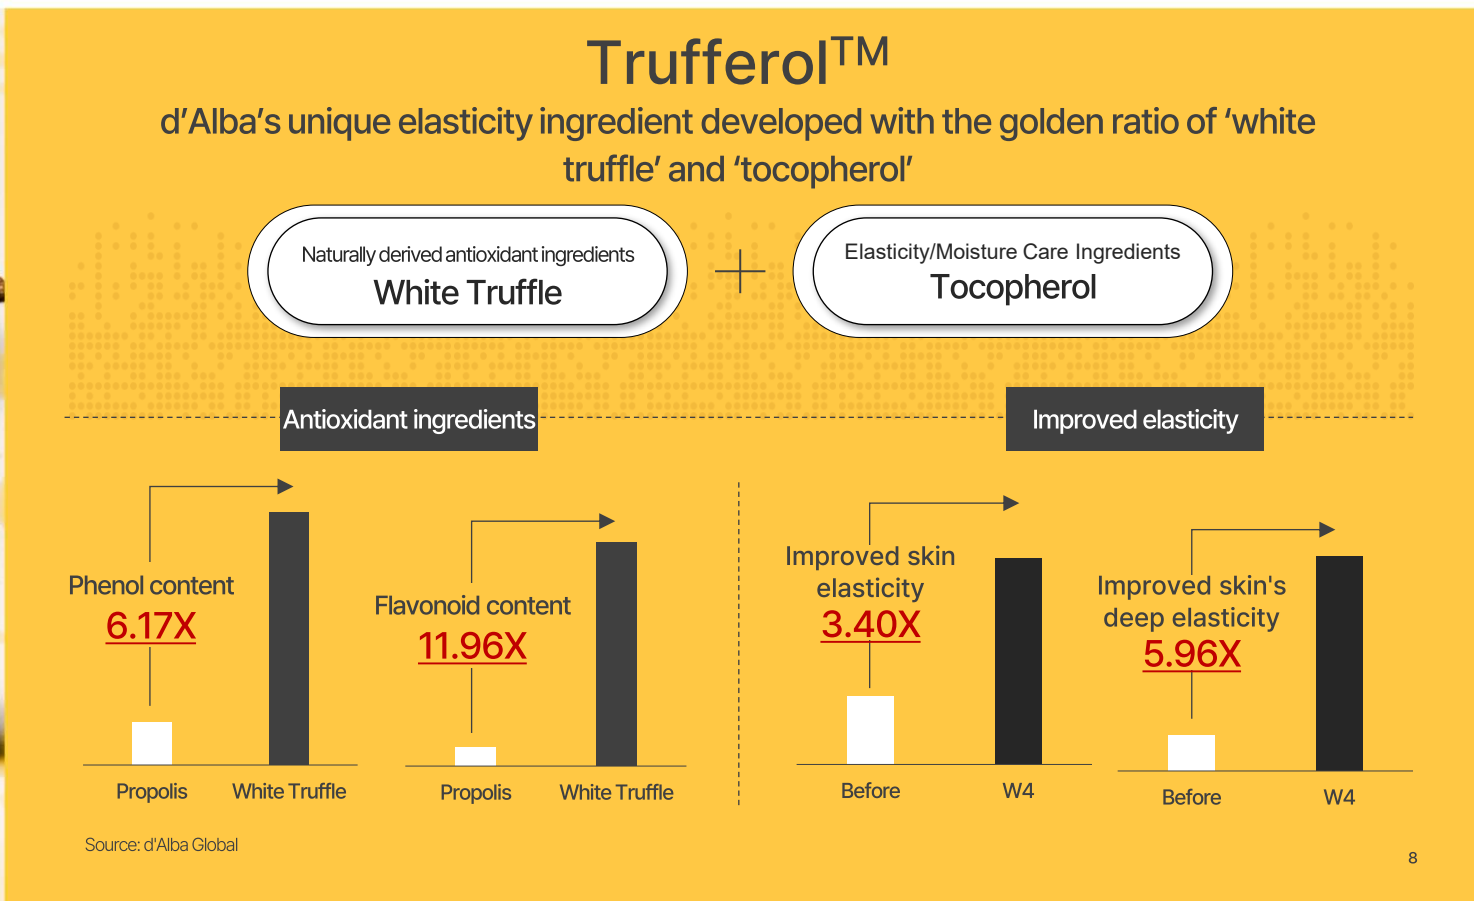 Trufferol™
d’Alba’s unique elasticity ingredient developed with the golden ratio of ‘white
truffle’ and ‘tocopherol’
Naturally derived antioxidant ingredients
White Truffle
Elasticity/Moisture Care Ingredients
Tocopherol
Antioxidant ingredients
Improved elasticity
Phenol content
6.17X
Propolis
White Truffle
Flavonoid content
11.96X
Propolis
White Truffle
Improved skin
elasticity
3.40X
Before
W4
Improved skin's
deep elasticity
5.96X
Before
W4
Source: d'Alba Global
8